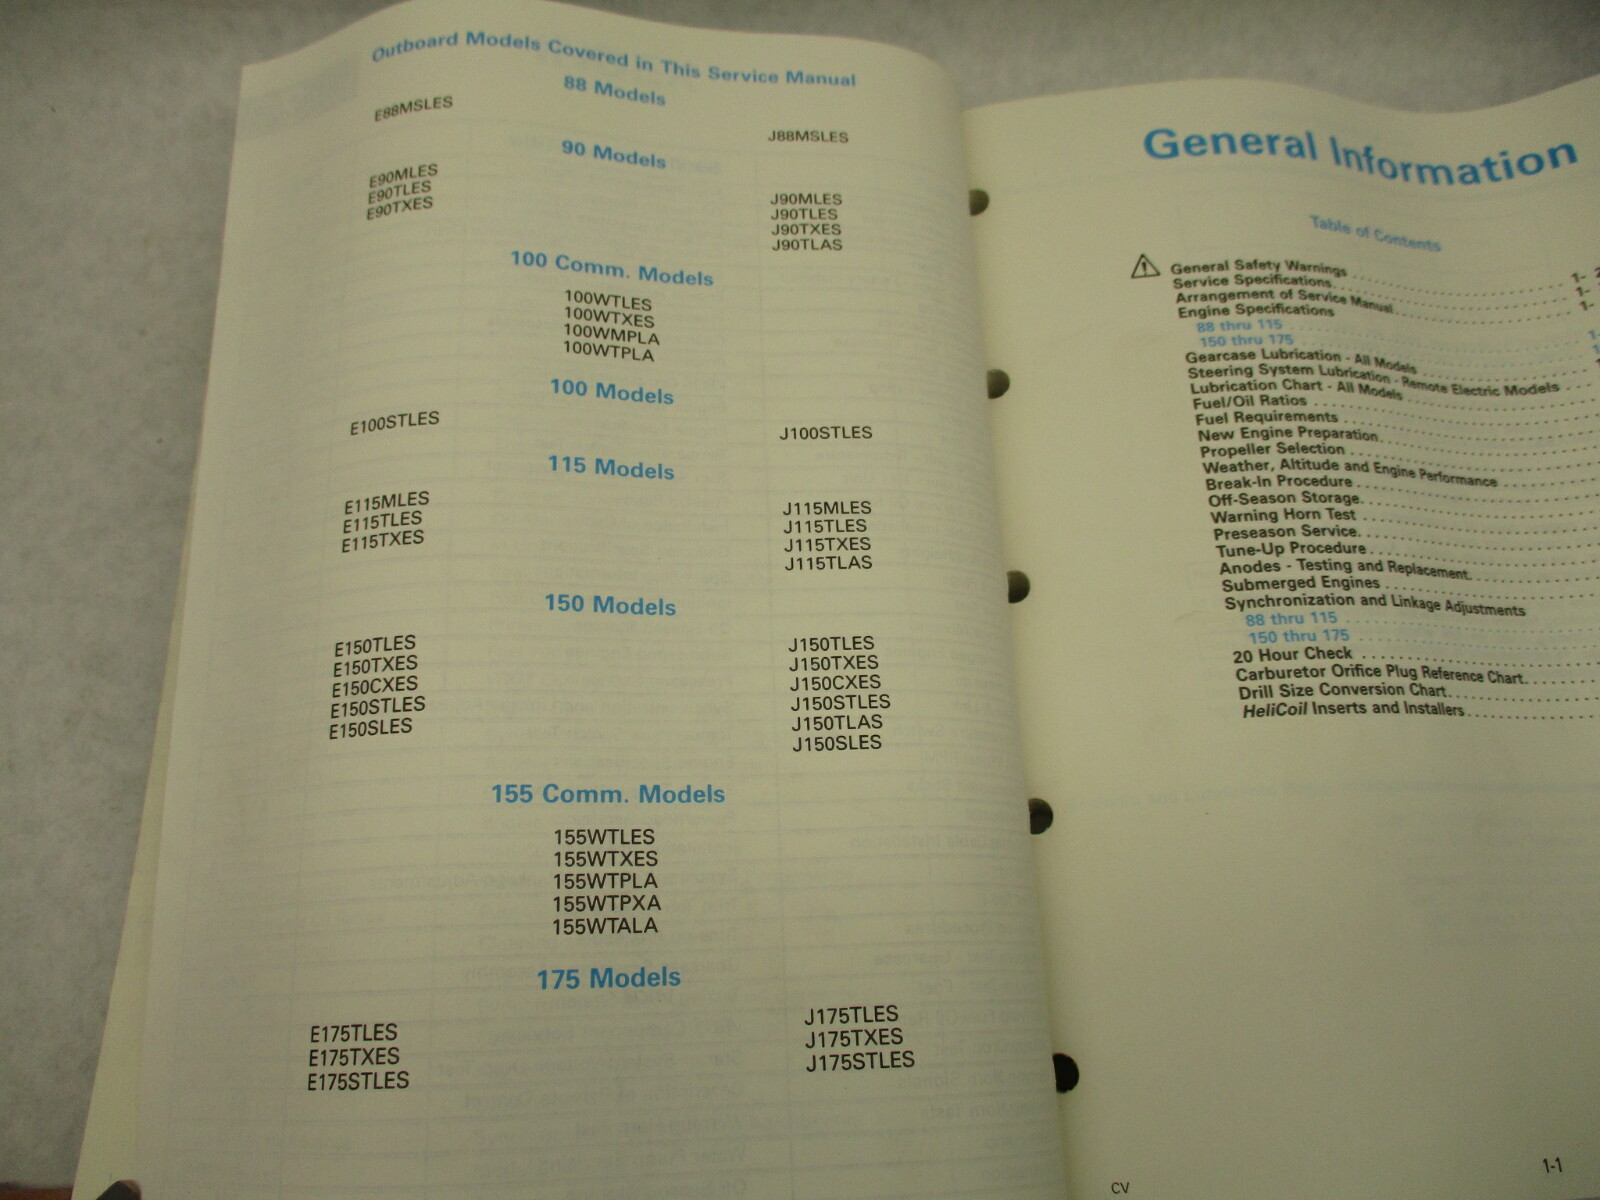 Outboard Models Covered in This Service Manual
88 Models
E88MSLES
J88MSLES
90 Models
E90MLES
E90TLES
E90TXES
J90MLES
J90TLES
J90TXES
J90TLAS
100 Comm. Models
100WTLES
100WTXES
100WMPLA
100WTPLA
100 Models
E100STLES
J100STLES
115 Models
E115MLES
E115TLES
E115TXES
J115MLES
J115TLES
J115TXES
J115TLAS
150 Models
E150TLES
E150TXES
E150CXES
E150STLES
E150SLES
J150TLES
J150TXES
J150CXES
J150STLES
J150TLAS
J150SLES
155 Comm. Models
155WTLES
155WTXES
155WTPLA
155WTPXA
155WTALA
175 Models
E175TLES
E175TXES
E175STLES
J175TLES
J175TXES
J175STLES
General Information
Table of Contents
General Safety Warnings . . . . . . . . . . 1- 2
Service Specifications. . . . . . . . . . 1-
Arrangement of Service Manual. . . . . . . . . . 1-
Engine Specifications
88 thru 115 . . . . . . . . . . 1-
150 thru 175 . . . . . . . . . .
Gearcase Lubrication - All Models . . . . . . . . . .
Steering System Lubrication - Remote Electric Models . . .
Lubrication Chart - All Models . . . . . . . . . .
Fuel/Oil Ratios . . . . . . . . . .
Fuel Requirements . . . . . . . . . .
New Engine Preparation. . . . . . . . . .
Propeller Selection . . . . . . . . . .
Weather, Altitude and Engine Performance . . . . . . . . . .
Break-In Procedure . . . . . . . . . .
Off-Season Storage. . . . . . . . . .
Warning Horn Test . . . . . . . . . .
Preseason Service. . . . . . . . . .
Tune-Up Procedure . . . . . . . . . .
Anodes - Testing and Replacement. . . . . . . . . .
Submerged Engines . . . . . . . . . .
Synchronization and Linkage Adjustments
88 thru 115 . . . . . . . . . .
150 thru 175 . . . . . . . . . .
20 Hour Check . . . . . . . . . .
Carburetor Orifice Plug Reference Chart. . . . . . . . . .
Drill Size Conversion Chart. . . . . . . . . .
HeliCoil Inserts and Installers. . . . . . . . . .
1-1
CV